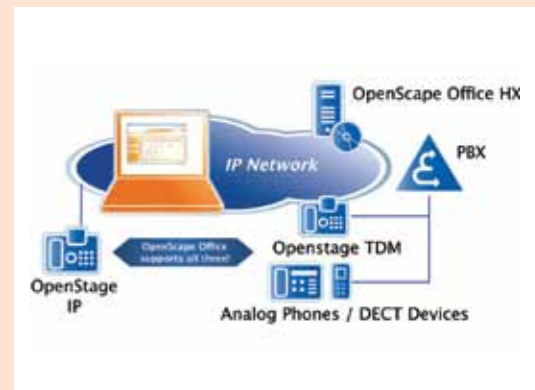 OpenScape Office HX
IP Network
PBX
OpenScape Office
supports all three!
Openstage TDM
OpenStage
IP
Analog Phones / DECT Devices